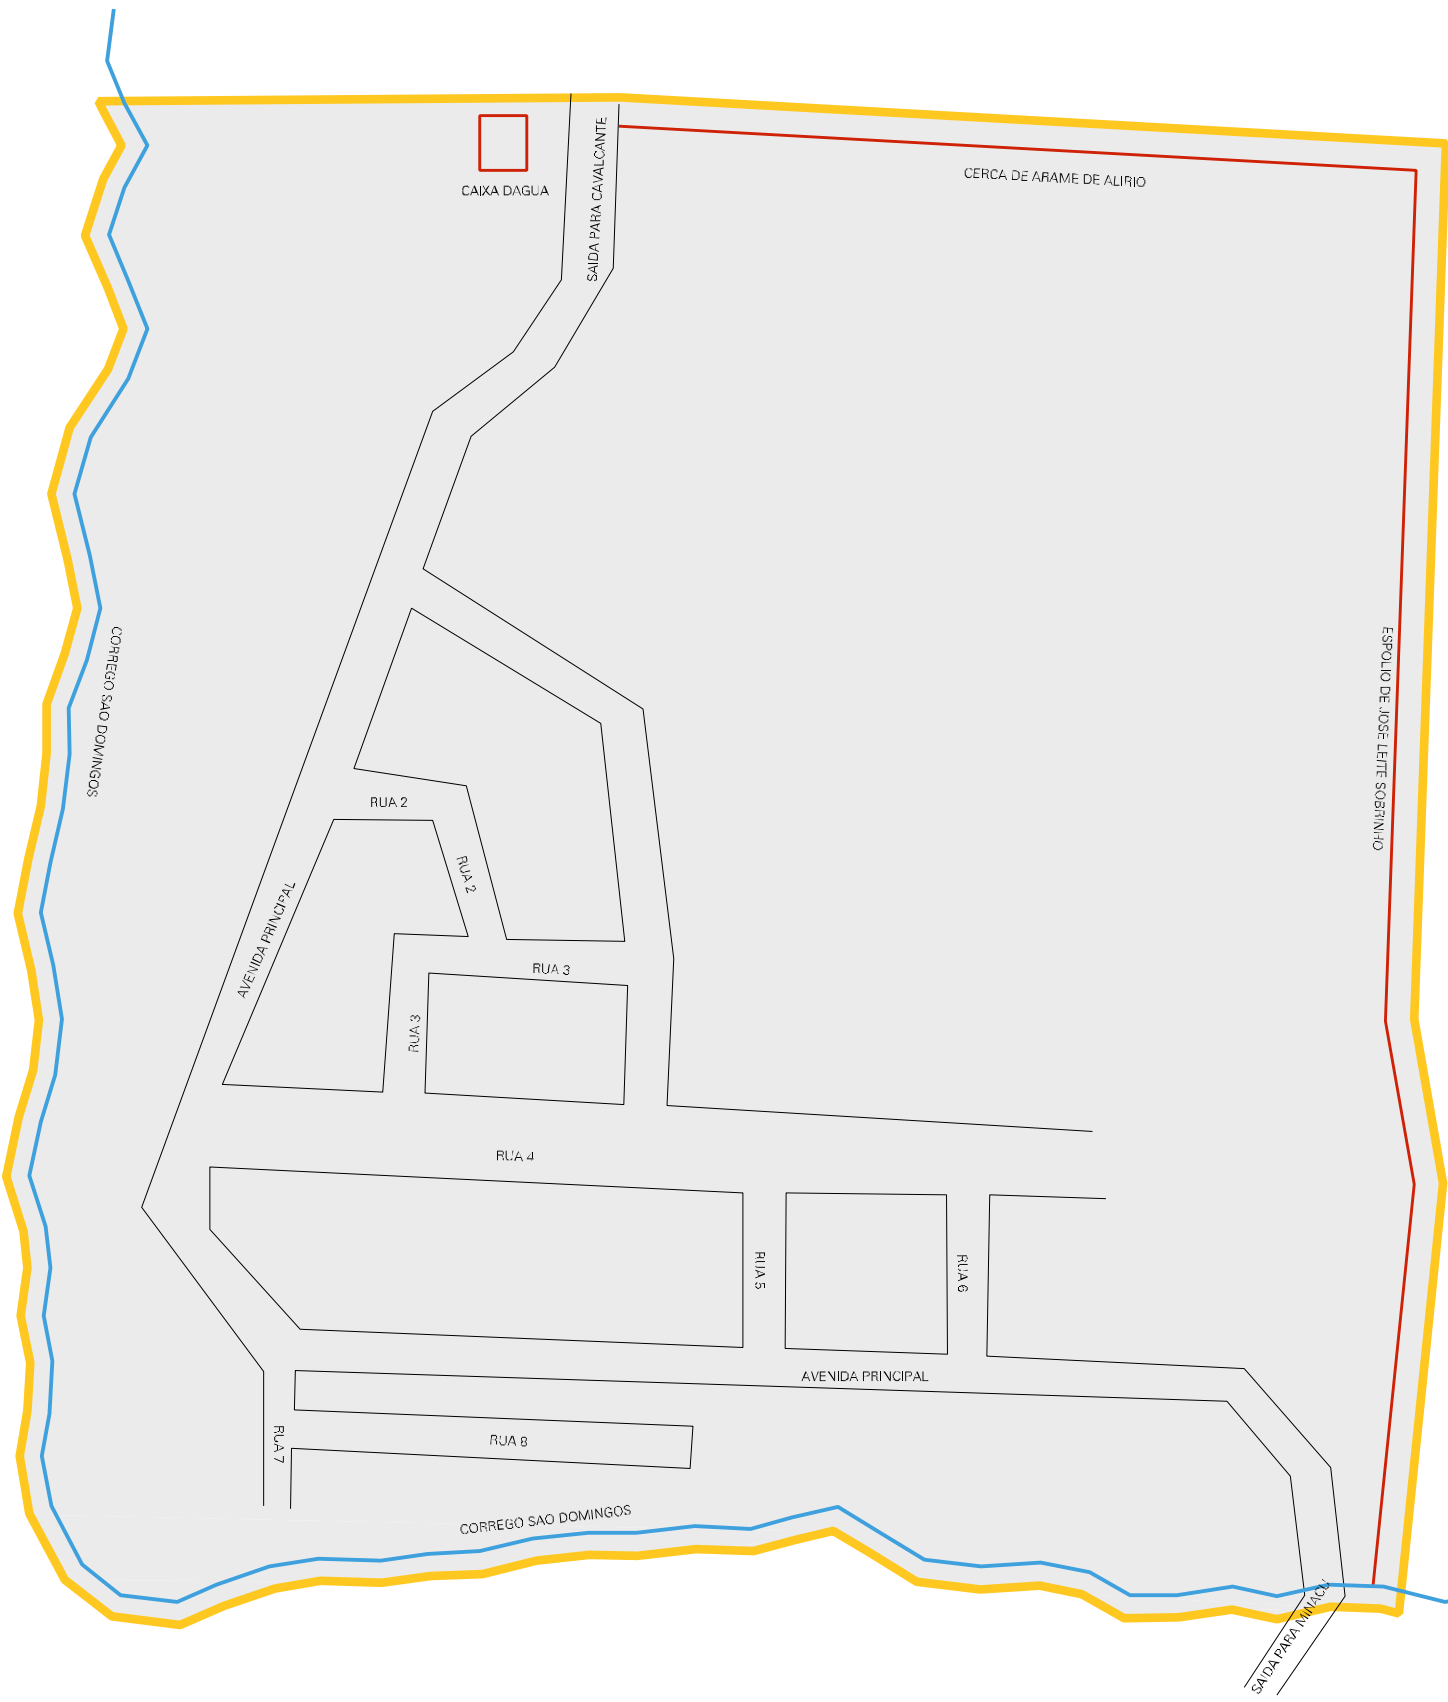 SAIDA PARA CAVALCANTE
CAIXA DAGUA
CERCA DE ARAME DE ALIRIO
CORREGO SAO DOMINGOS
ESPOLIO DE JOSE LEITE SOBRINHO
RUA 2
RUA 2
AVENIDA PRINCIPAL
RUA 3
RUA 3
RUA 4
RUA 5
RUA 6
AVENIDA PRINCIPAL
RUA 7
RUA 8
CORREGO SAO DOMINGOS
SAIDA PARA MINACU